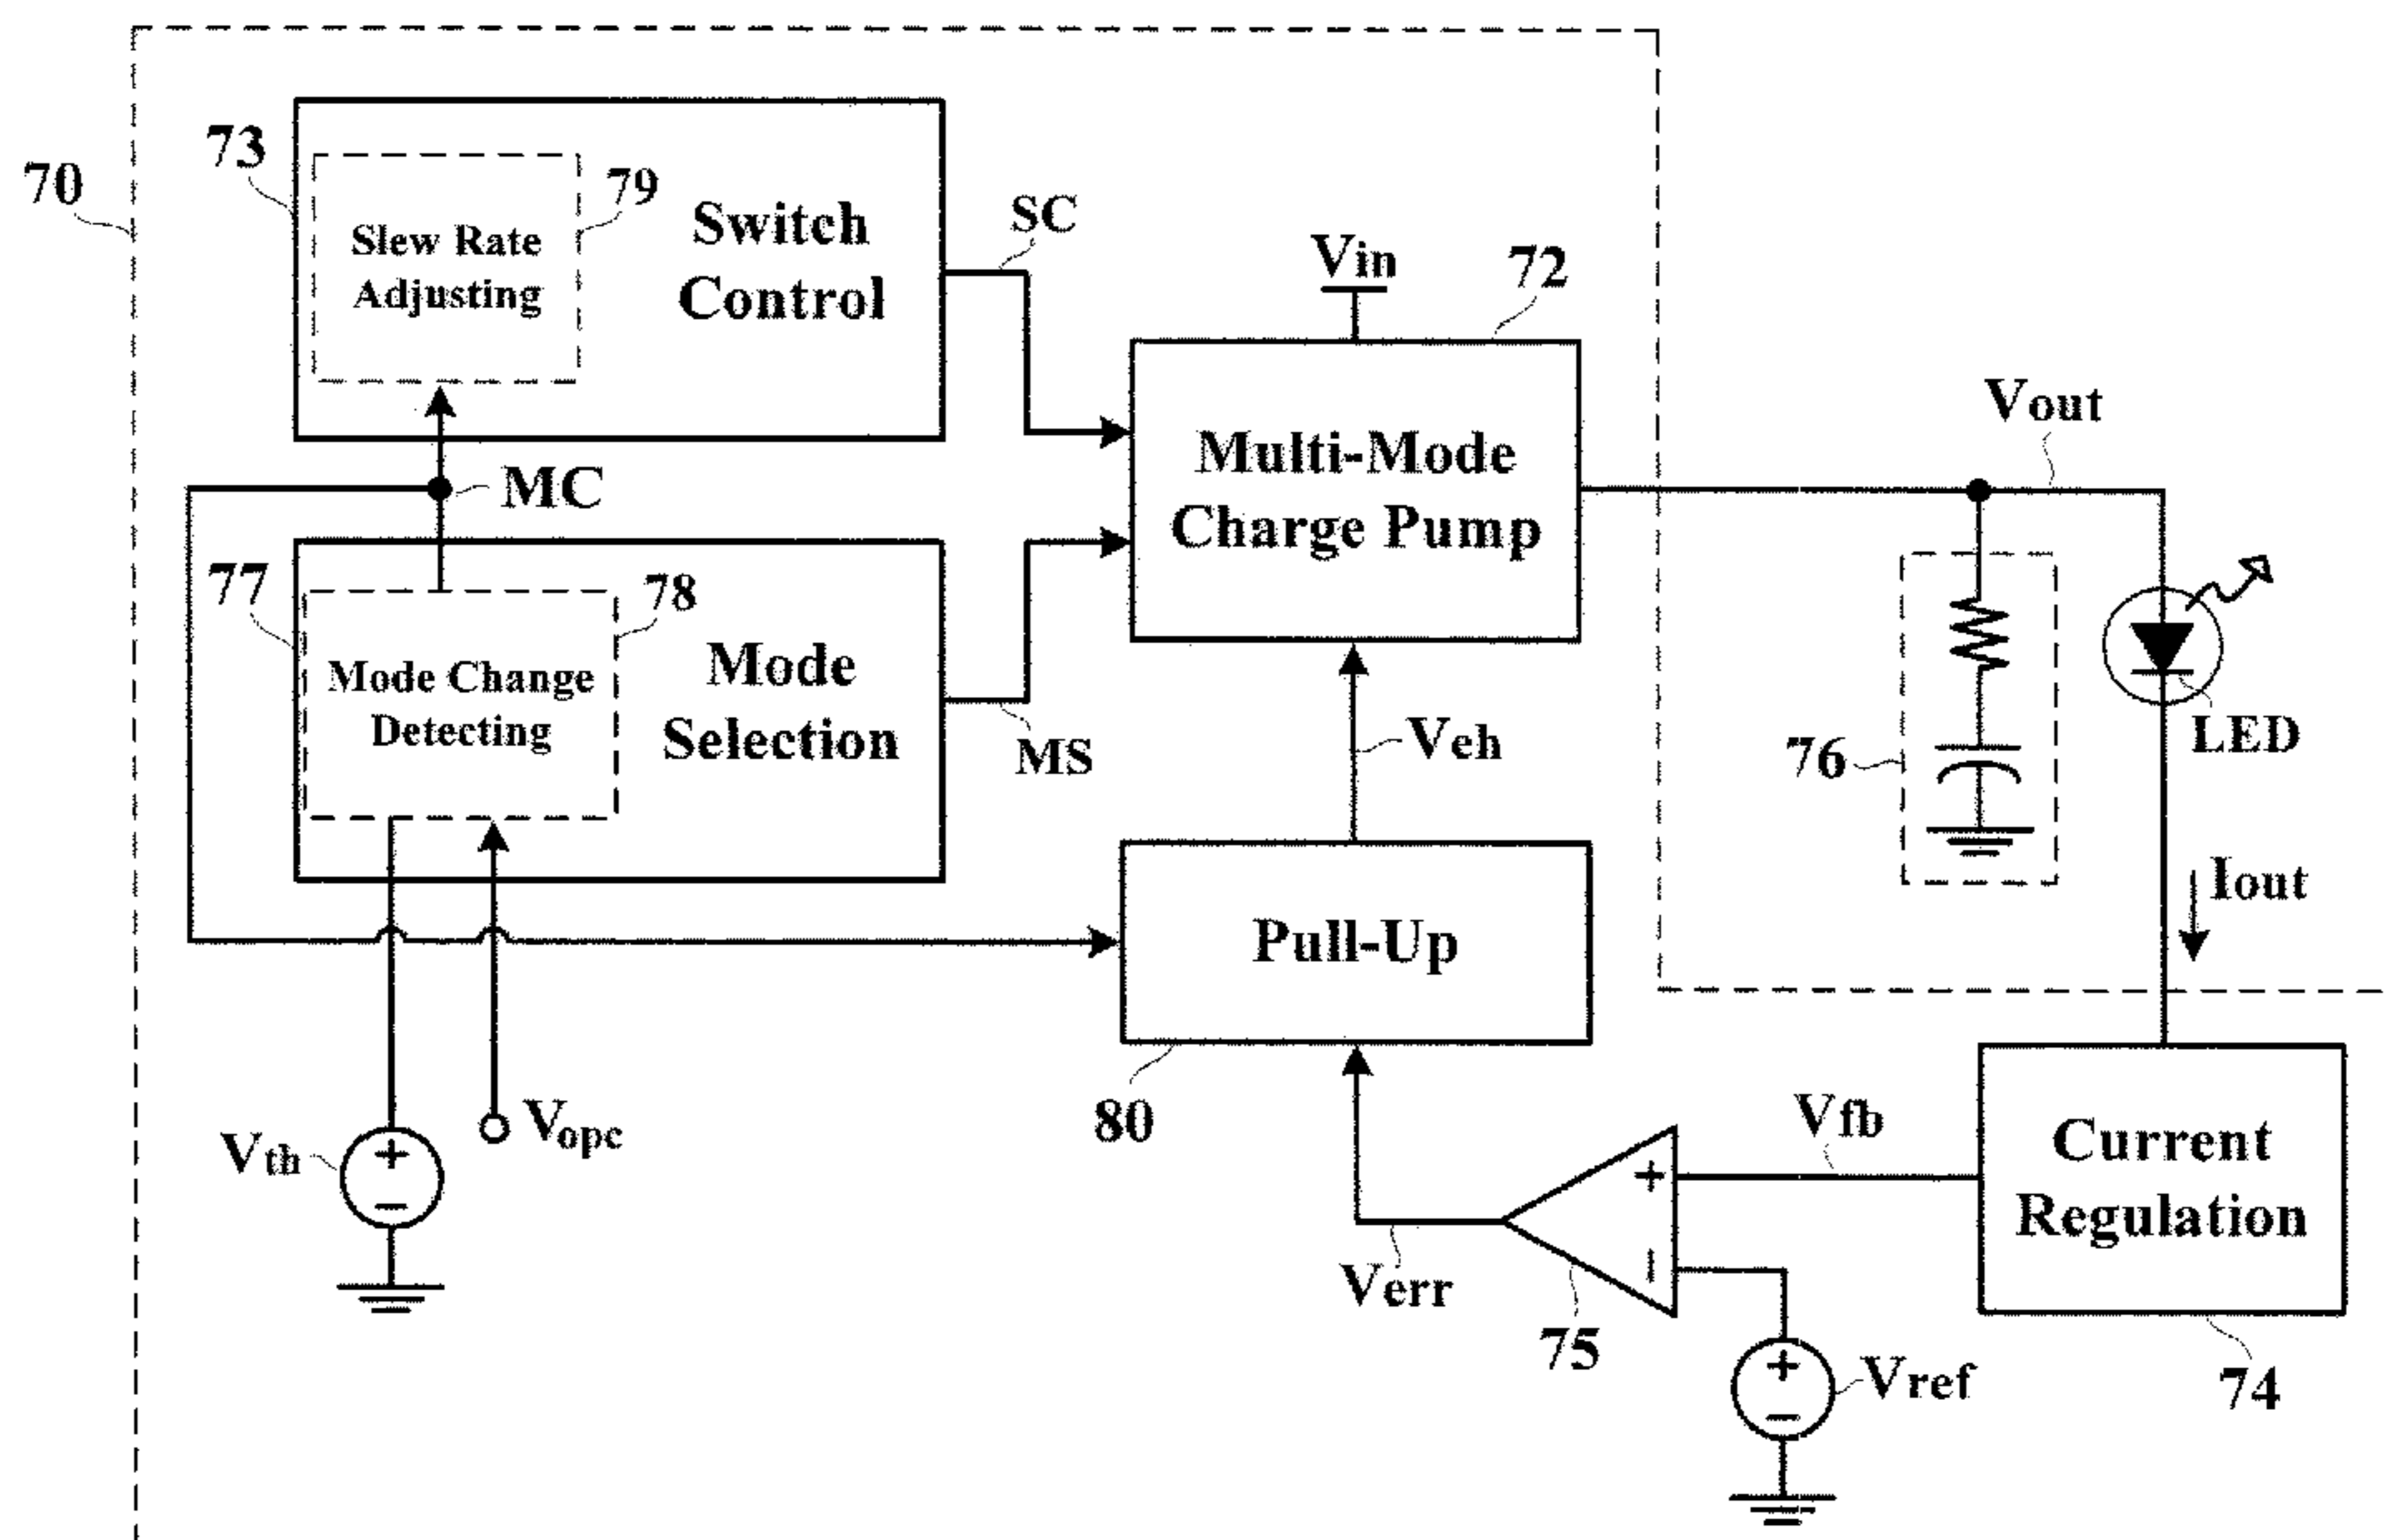 70
73
79
Slew Rate
Adjusting
Switch
Control
SC
Vin
72
Multi-Mode
Charge Pump
Vout
MC
77
78
Mode Change
Detecting
Mode
Selection
MS
Veh
76
LED
Iout
Pull-Up
80
Vth
+
−
Vopc
Verr
75
+
−
Vfb
Current
Regulation
74
+
−
Vref